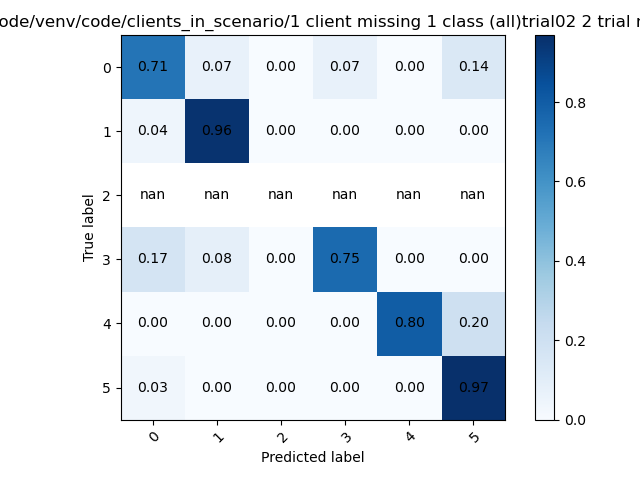 ode/venv/code/clients_in_scenario/1 client missing 1 class (all)trial02 2 trial
True label
0 0.71 0.07 0.00 0.07 0.00 0.14
1 0.04 0.96 0.00 0.00 0.00 0.00
2 nan nan nan nan nan nan
3 0.17 0.08 0.00 0.75 0.00 0.00
4 0.00 0.00 0.00 0.00 0.80 0.20
5 0.03 0.00 0.00 0.00 0.00 0.97
0 1 2 3 4 5
Predicted label
0.8
0.6
0.4
0.2
0.0